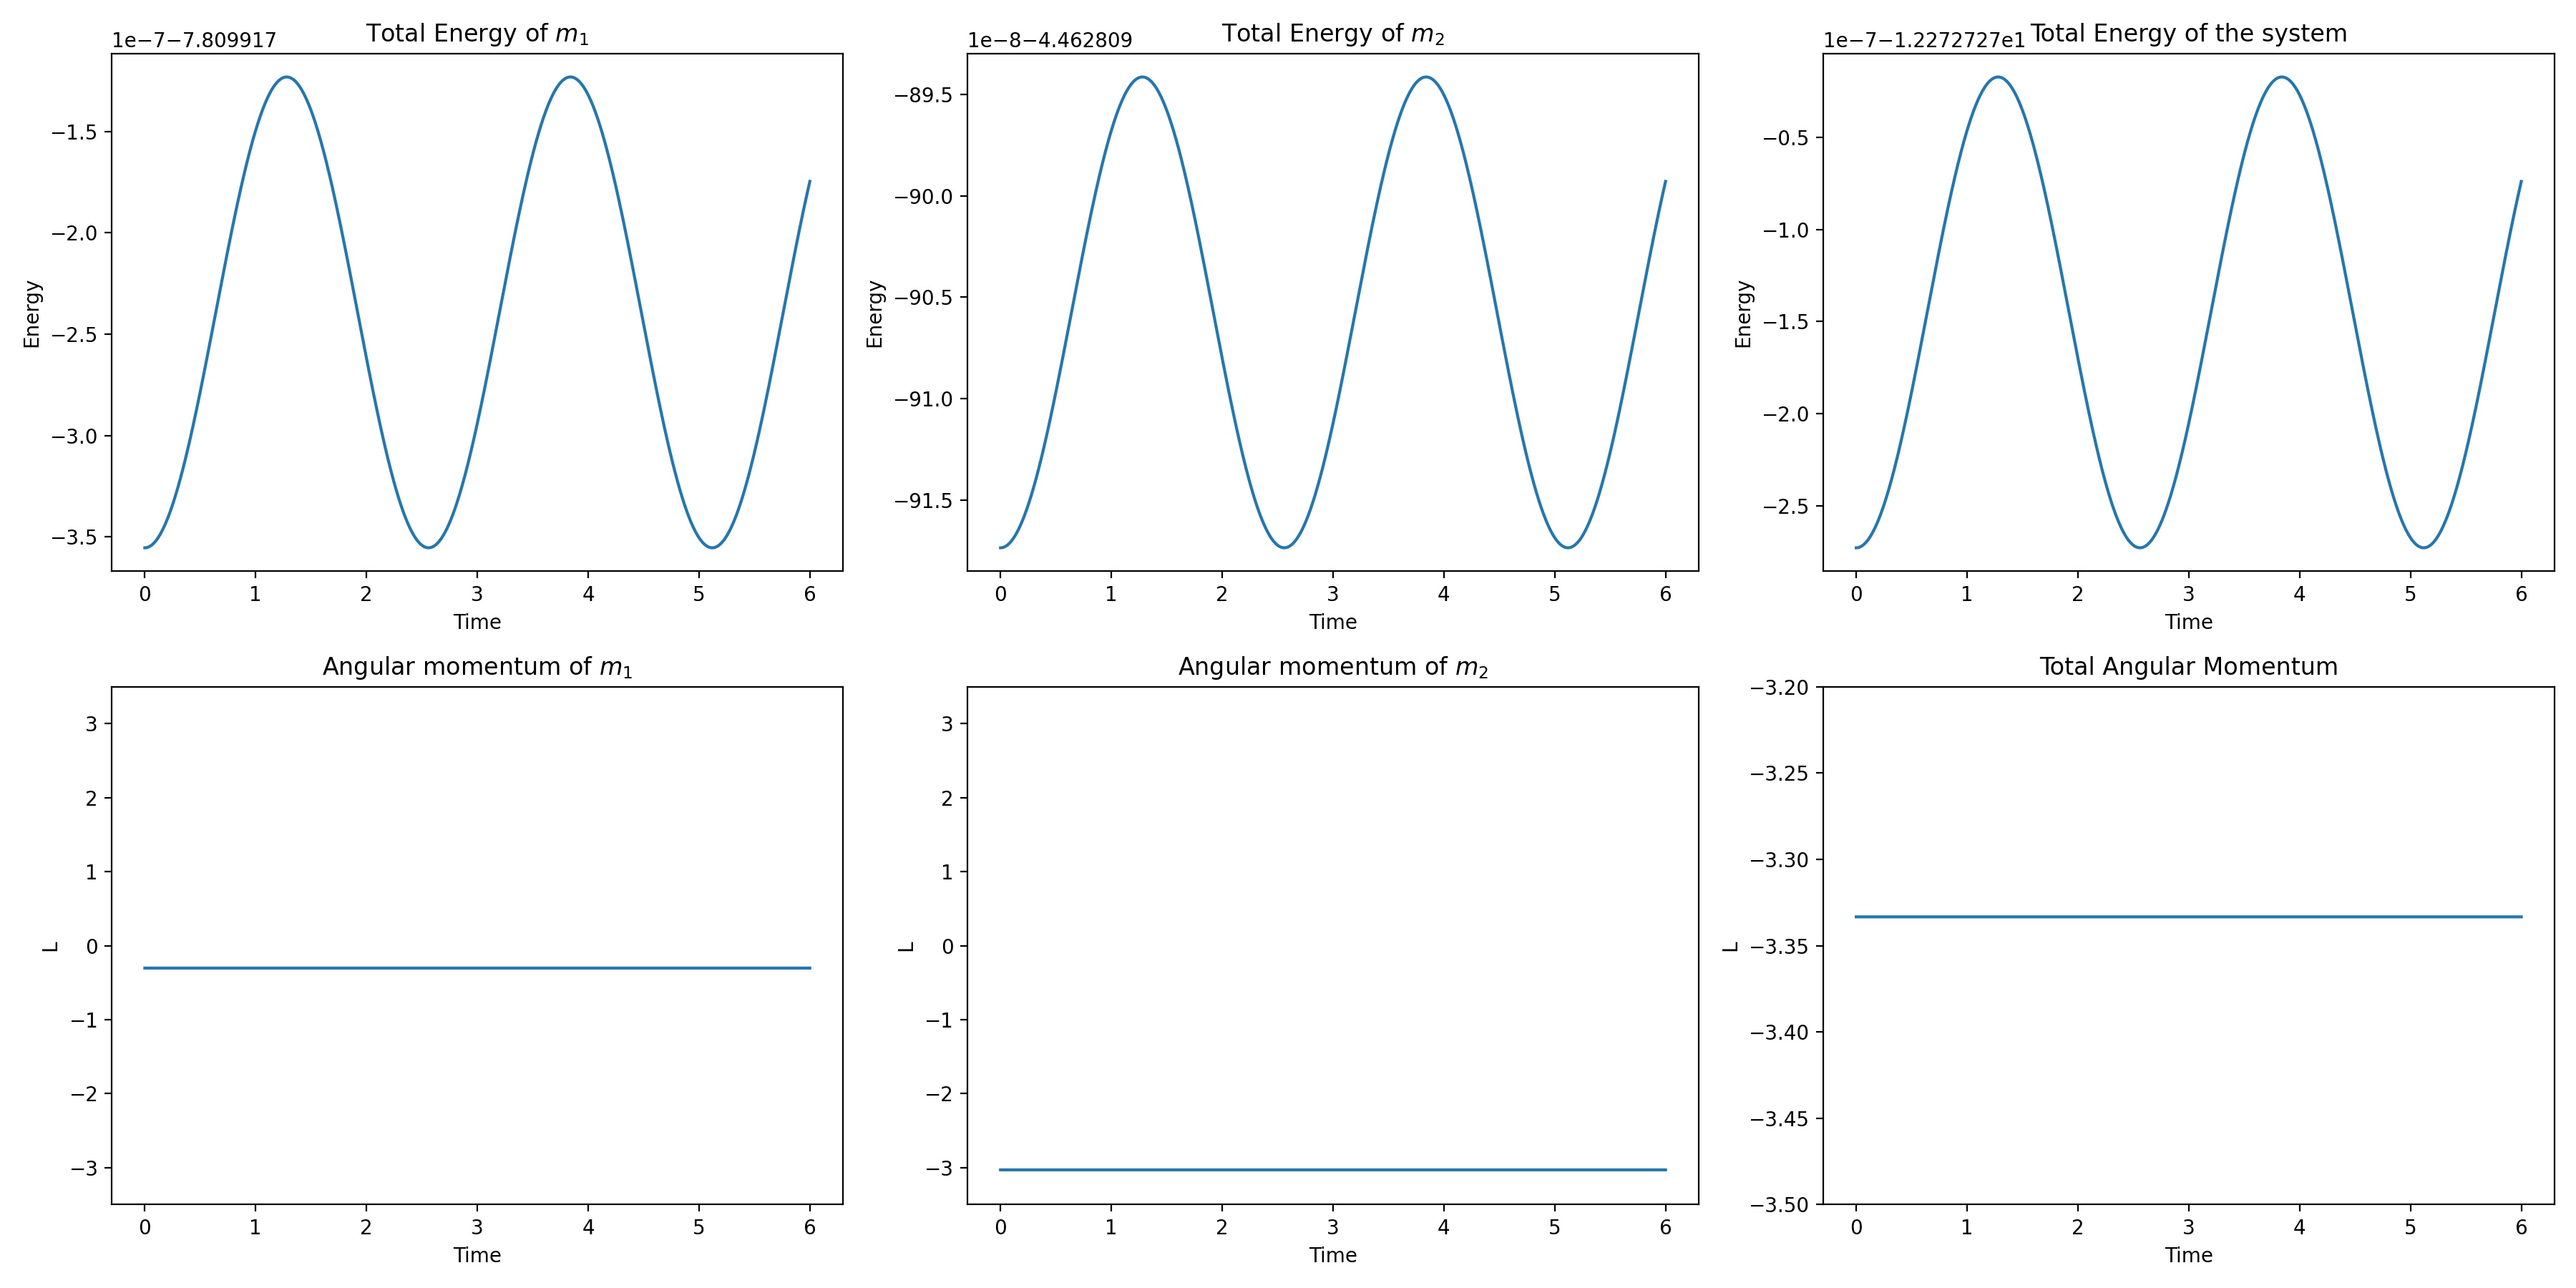 Total Energy of m1
1e−7−7.809917
−1.5
−2.0
−2.5
−3.0
−3.5
Energy
0 1 2 3 4 5 6
Time
Total Energy of m2
1e−8−4.462809
−89.5
−90.0
−90.5
−91.0
−91.5
Energy
0 1 2 3 4 5 6
Time
Total Energy of the system
1e−7−1.2272727e1
−0.5
−1.0
−1.5
−2.0
−2.5
Energy
0 1 2 3 4 5 6
Time
Angular momentum of m1
3
2
1
0
−1
−2
−3
L
0 1 2 3 4 5 6
Time
Angular momentum of m2
3
2
1
0
−1
−2
−3
L
0 1 2 3 4 5 6
Time
Total Angular Momentum
−3.20
−3.25
−3.30
−3.35
−3.40
−3.45
−3.50
L
0 1 2 3 4 5 6
Time